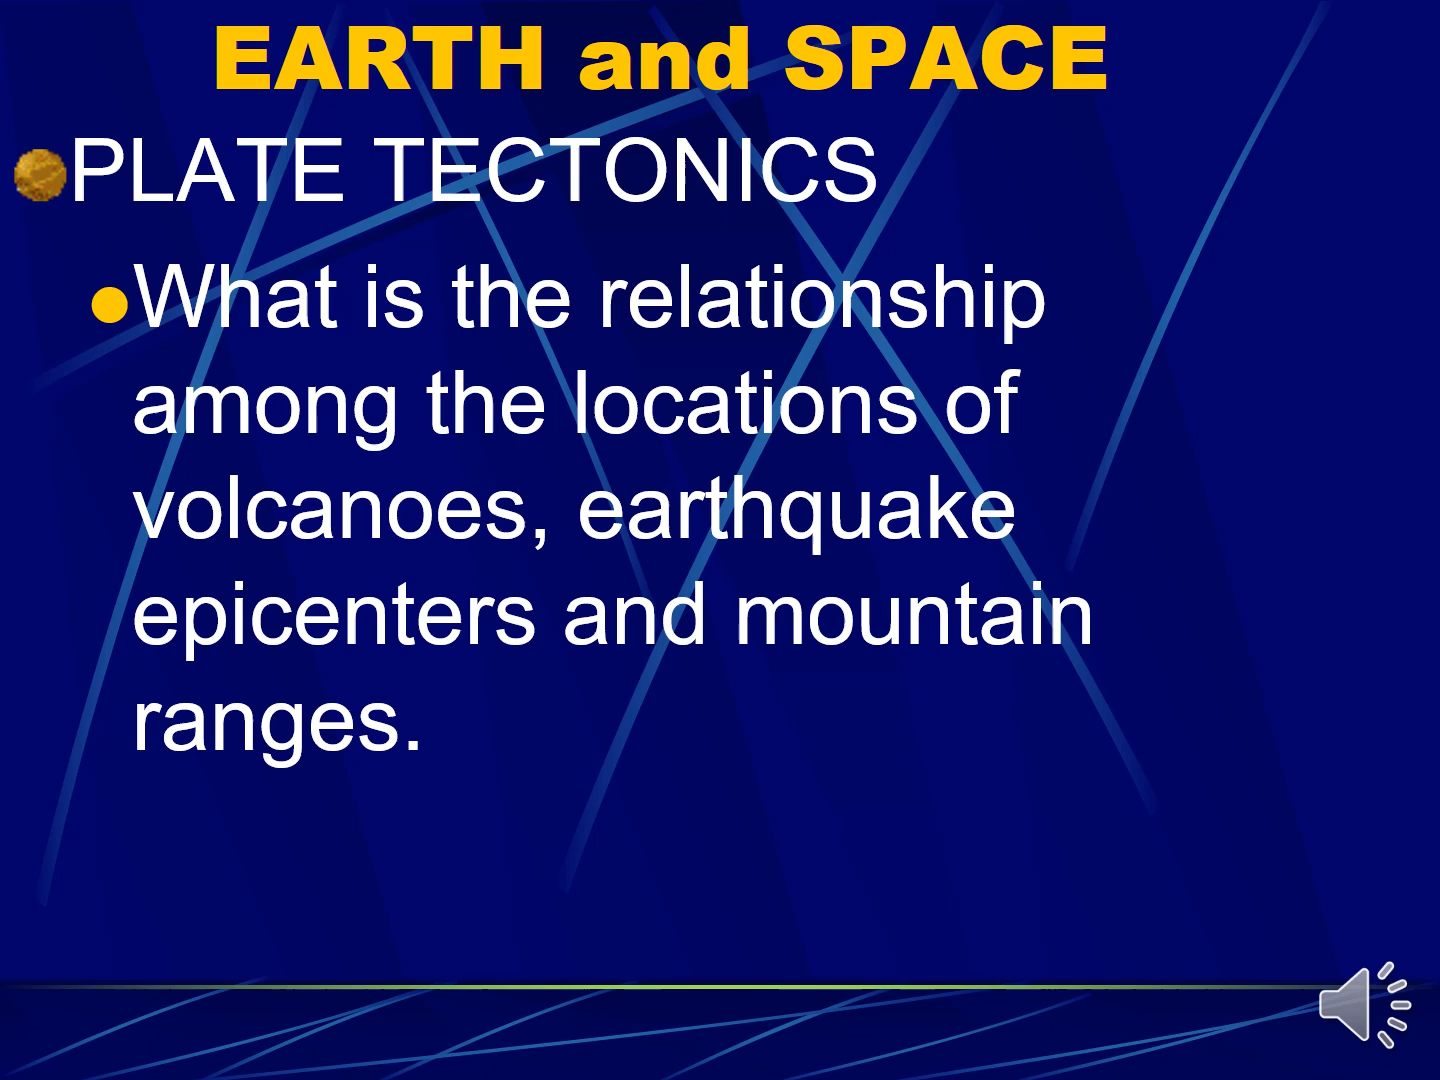 EARTH and SPACE
PLATE TECTONICS
What is the relationship
among the locations of
volcanoes, earthquake
epicenters and mountain
ranges.